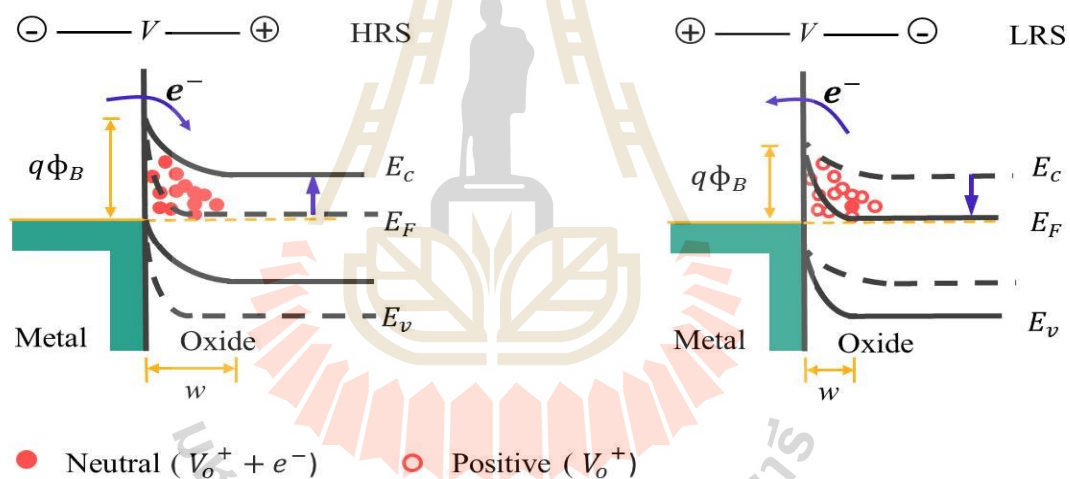 ⊖ — V — ⊕ HRS
⊕ — V — ⊖ LRS
e⁻
e⁻
qϕ_B
E_c
E_F
E_v
qϕ_B
E_c
E_F
E_v
Metal
Oxide
w
Metal
Oxide
w
Neutral (V_o^+ + e^-)
Positive (V_o^+)